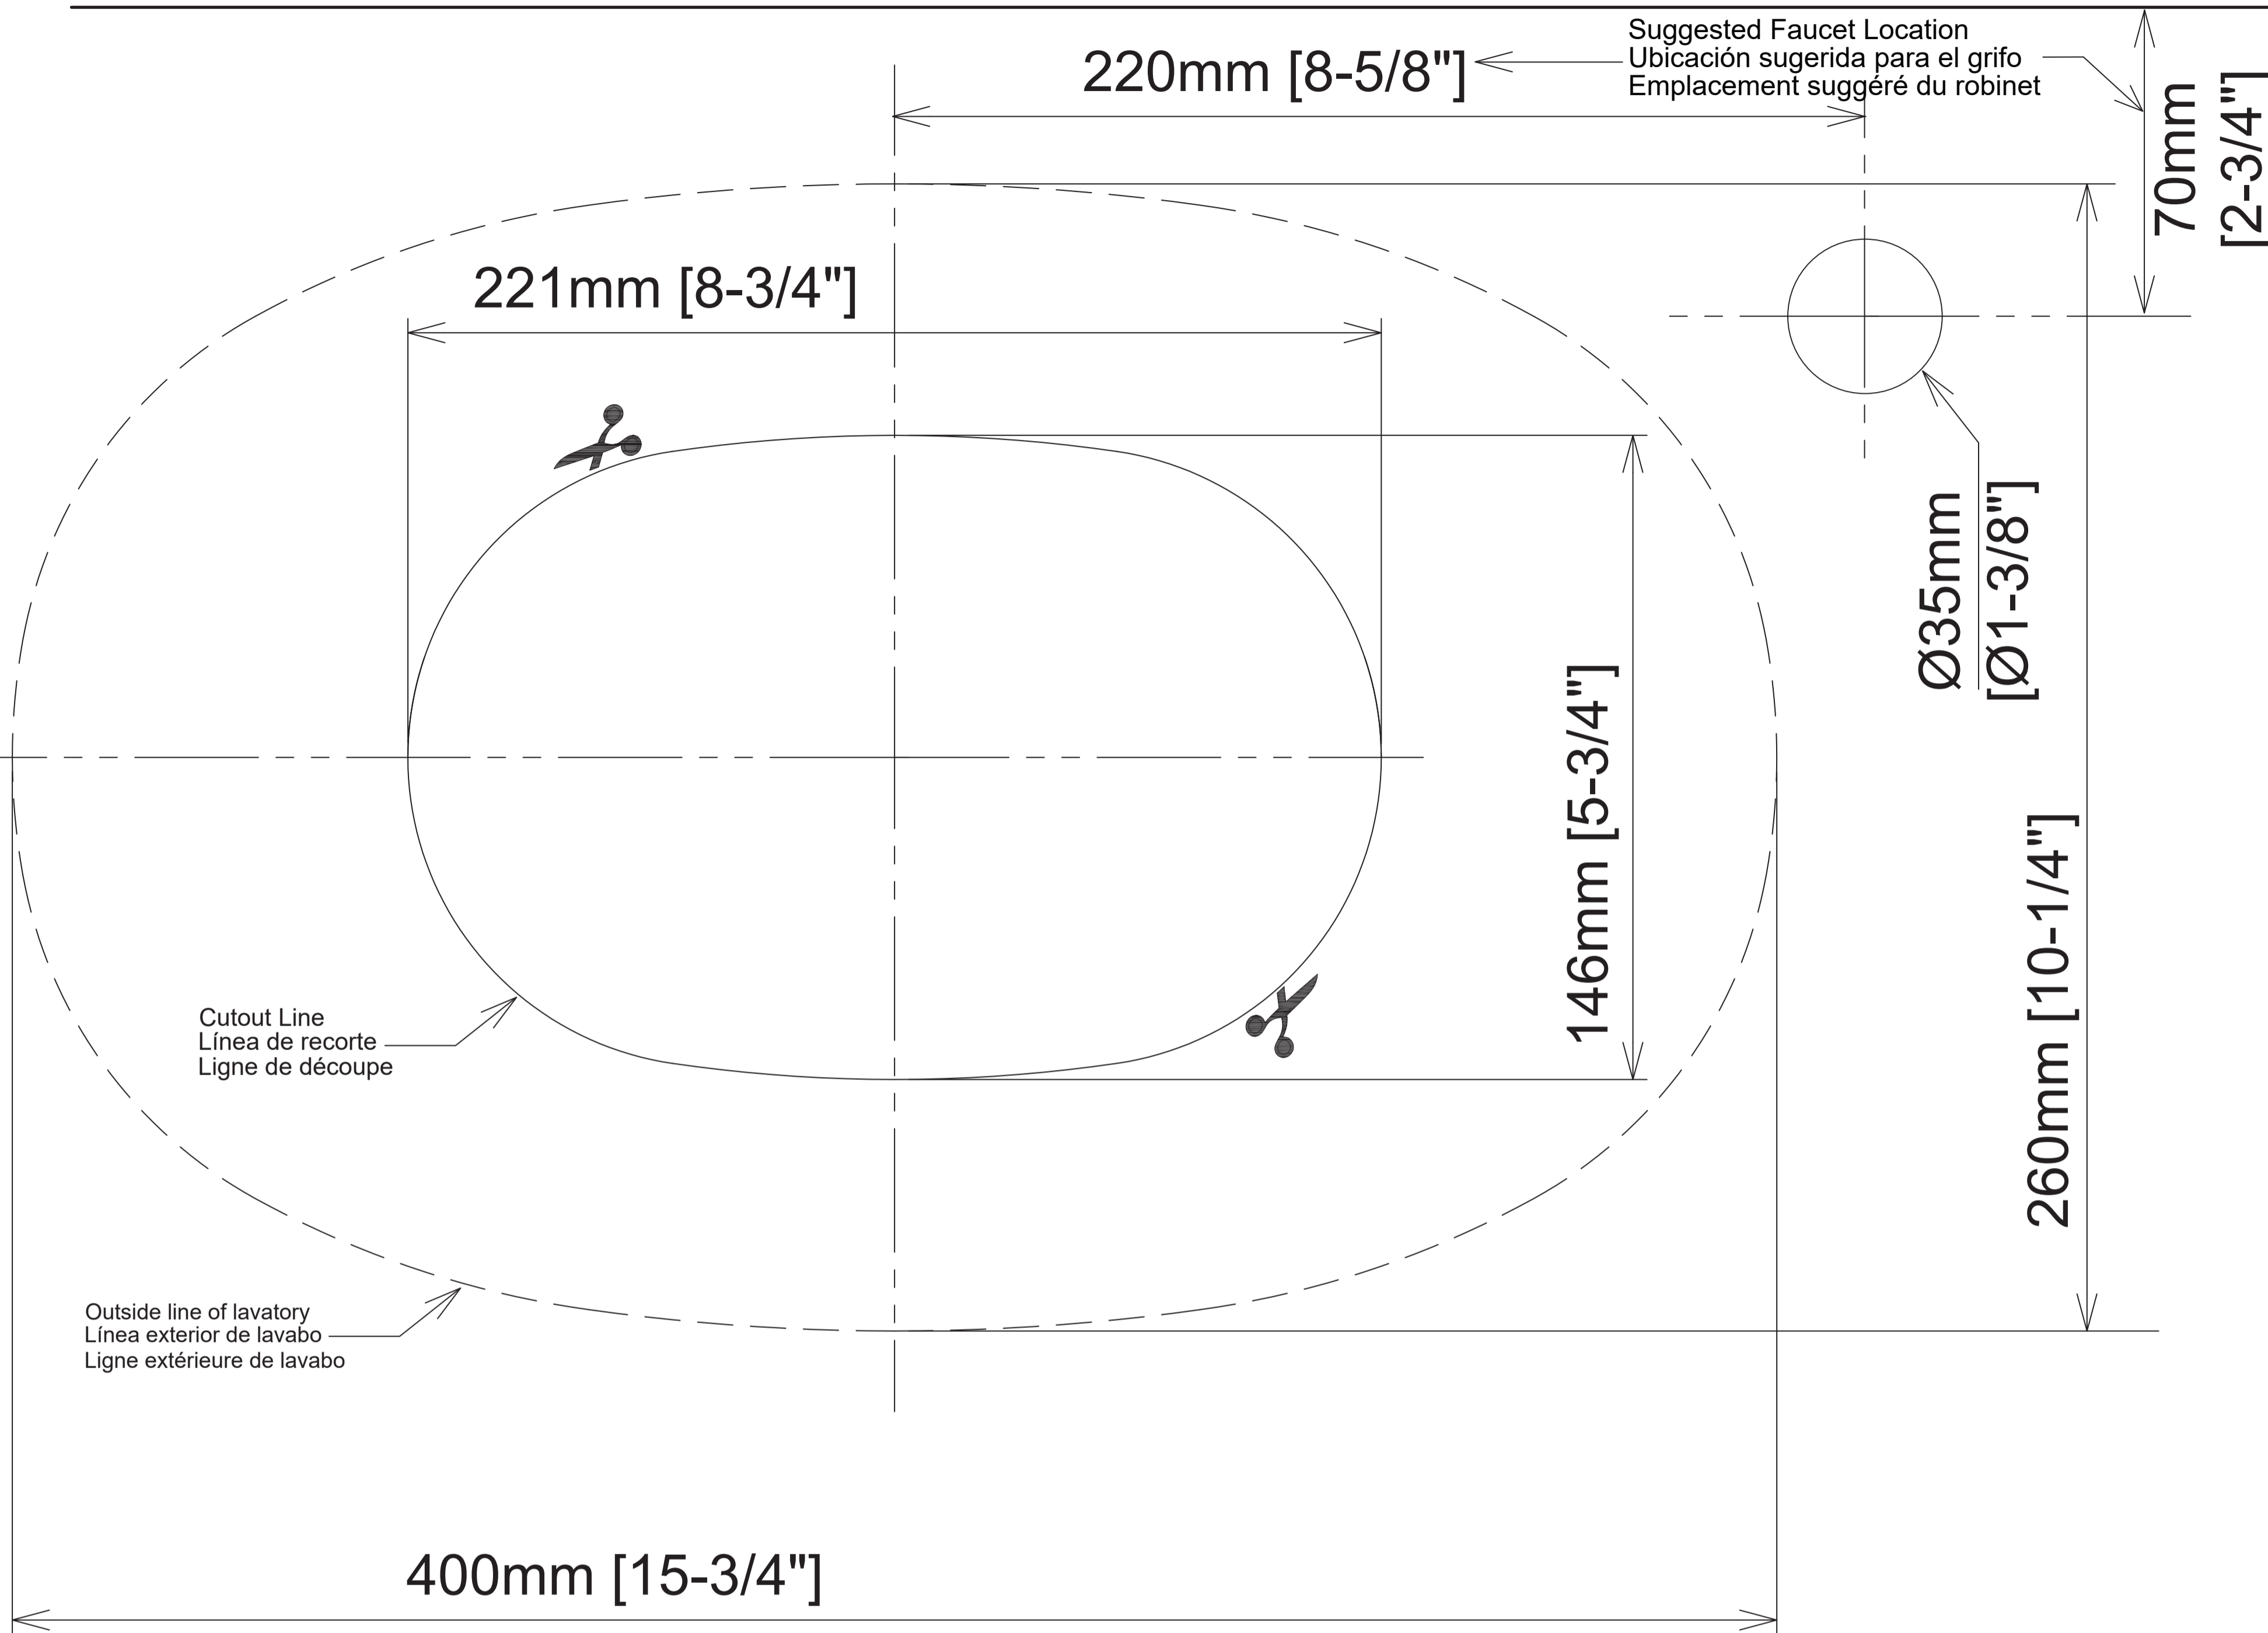 Suggested Faucet Location
Ubicación sugerida para el grifo
Emplacement suggéré du robinet
220mm [8-5/8"]
70mm
[2-3/4"]
221mm [8-3/4"]
Ø35mm
[Ø1-3/8"]
146mm [5-3/4"]
260mm [10-1/4"]
Cutout Line
Línea de recorte
Ligne de découpe
Outside line of lavatory
Línea exterior de lavabo
Ligne extérieure de lavabo
400mm [15-3/4"]